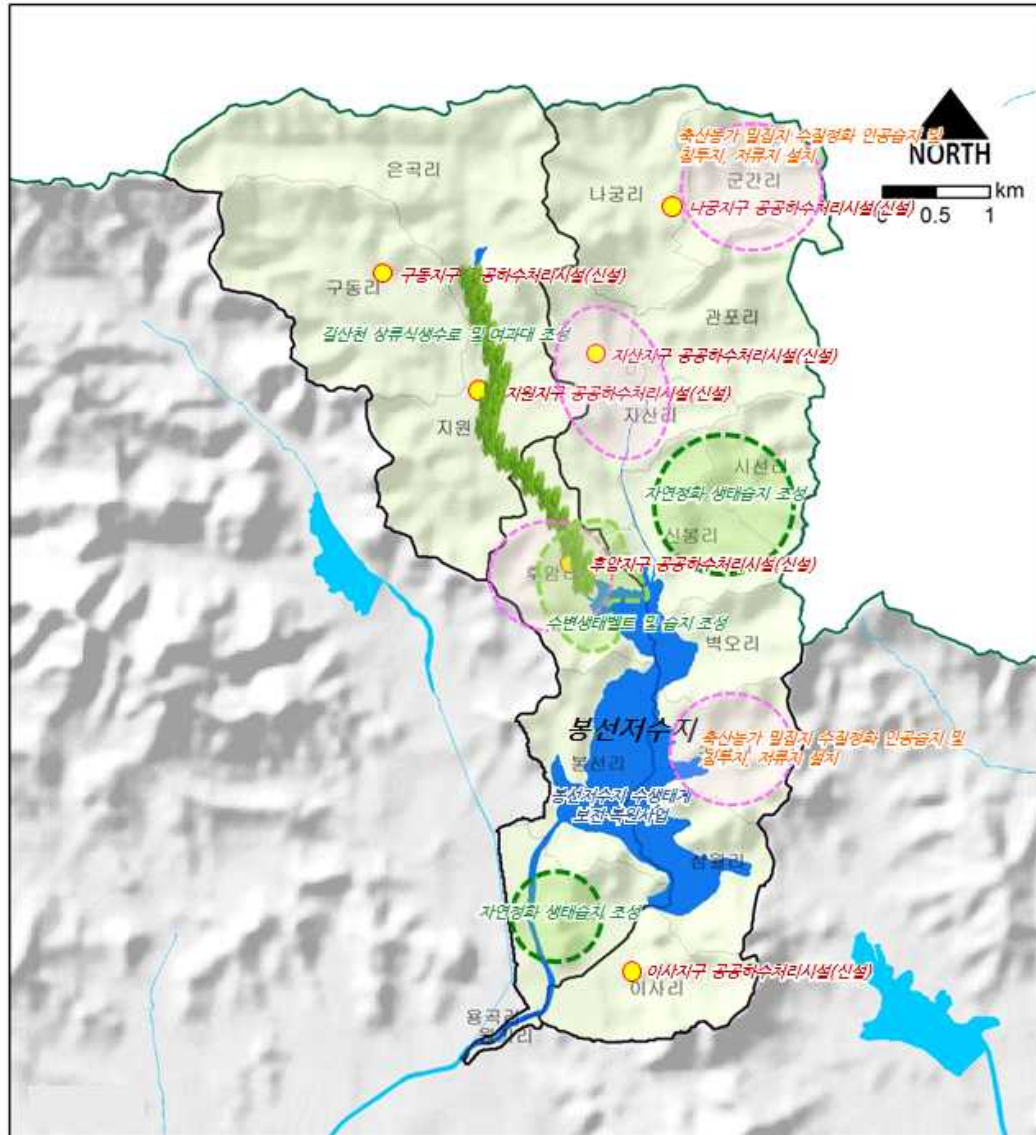 은곡리
축산농가 밀집지 수질정화 인공습지 및
침투지, 저류지 설치
NORTH
군간리
나궁리
km
0 0.5 1
나궁지구 공공하수처리시설(신설)
구동지구 공공하수처리시설(신설)
구동리
관포리
길산천 상류식생수로 및 여과대 조성
지산지구 공공하수처리시설(신설)
지원지구 공공하수처리시설(신설)
자산리
지원
시선리
자연정화 생태습지 조성
신봉리
후암지구 공공하수처리시설(신설)
후암리
수변생태벨트 및 습지 조성
벽오리
봉선저수지
축산농가 밀집지 수질정화 인공습지 및
침투지, 저류지 설치
봉선리
봉선저수지 수생태계
보전·복원사업
삼월리
자연정화 생태습지 조성
이사지구 공공하수처리시설(신설)
이사리
용곡리